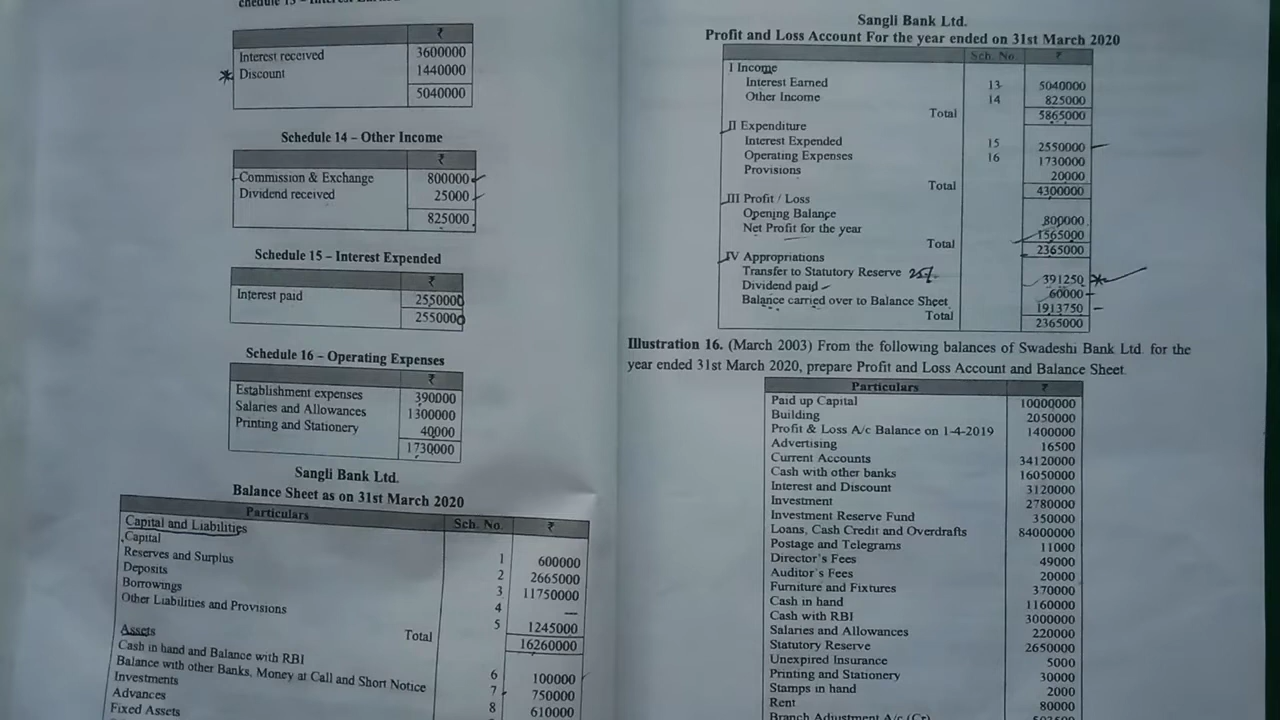 chedule 13 – Interest Earned
₹
Interest received 3600000
* Discount 1440000
5040000
Schedule 14 – Other Income
₹
Commission & Exchange 800000
Dividend received 25000
825000
Schedule 15 – Interest Expended
₹
Interest paid 2550000
2550000
Schedule 16 – Operating Expenses
₹
Establishment expenses 390000
Salaries and Allowances 1300000
Printing and Stationery 40000
1730000
Sangli Bank Ltd.
Balance Sheet as on 31st March 2020
Particulars Sch. No. ₹
Capital and Liabilities
Capital 1 600000
Reserves and Surplus 2 2665000
Deposits 3 11750000
Borrowings 4 —
Other Liabilities and Provisions 5 1245000
Total 16260000
Assets
Cash in hand and Balance with RBI 6 100000
Balance with other Banks, Money at Call and Short Notice 7 750000
Investments 8 610000
Advances
Fixed Assets
Sangli Bank Ltd.
Profit and Loss Account For the year ended on 31st March 2020
Sch. No. ₹
I Income
Interest Earned 13 5040000
Other Income 14 825000
Total 5865000
II Expenditure
Interest Expended 15 2550000
Operating Expenses 16 1730000
Provisions 20000
Total 4300000
III Profit / Loss
Opening Balance 800000
Net Profit for the year 1565000
Total 2365000
IV Appropriations
Transfer to Statutory Reserve 25% 391250 *
Dividend paid 60000
Balance carried over to Balance Sheet 1913750
Total 2365000
Illustration 16. (March 2003) From the following balances of Swadeshi Bank Ltd. for the
year ended 31st March 2020, prepare Profit and Loss Account and Balance Sheet.
Particulars ₹
Paid up Capital 10000000
Building 2050000
Profit & Loss A/c Balance on 1-4-2019 1400000
Advertising 16500
Current Accounts 34120000
Cash with other banks 16050000
Interest and Discount 3120000
Investment 2780000
Investment Reserve Fund 350000
Loans, Cash Credit and Overdrafts 84000000
Postage and Telegrams 11000
Director's Fees 49000
Auditor's Fees 20000
Furniture and Fixtures 370000
Cash in hand 1160000
Cash with RBI 3000000
Salaries and Allowances 220000
Statutory Reserve 2650000
Unexpired Insurance 5000
Printing and Stationery 30000
Stamps in hand 2000
Rent 80000
Branch Adjustment A/c (Cr)